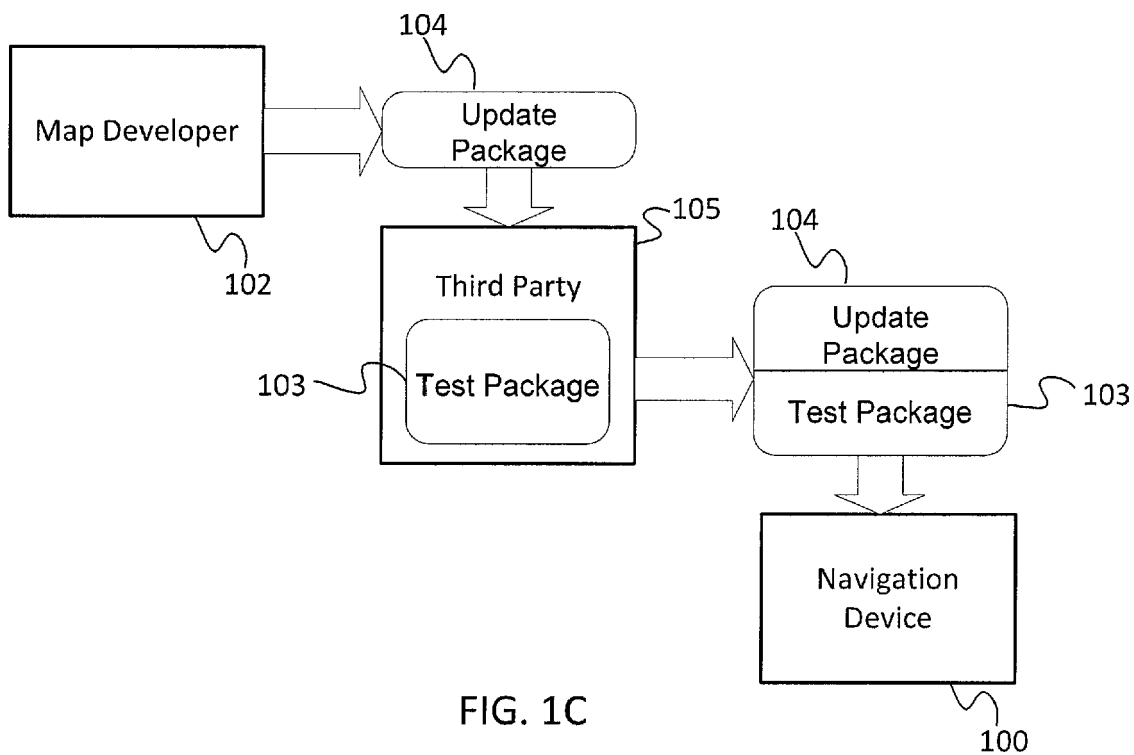 104
Map Developer
Update
Package
102
105
Third Party
103
Test Package
104
Update
Package
Test Package
103
Navigation
Device
100
FIG. 1C